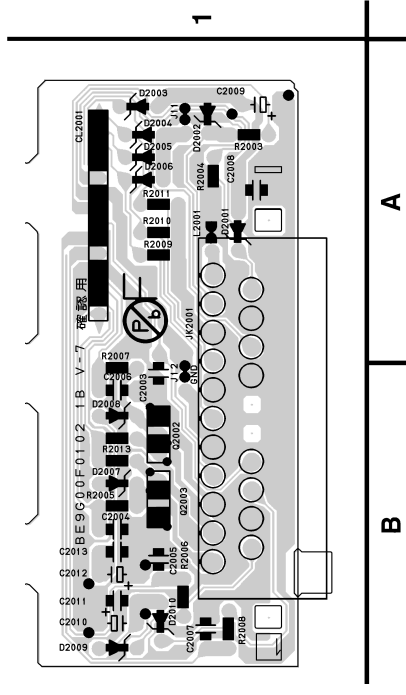 1
A
B
D2003
C2009
CL2001
D2004
J11
D2002
D2005
R2003
D2006
R2004
C2008
R2011
R2010
L2001
D2001
R2009
確認用
Pb
JK2001
R2007
C2006
C2003
J12
GND
D2008
Q2002
R2013
D2007
R2005
Q2003
C2004
BE9G00F0102 1B V-7
C2013
C2005
R2006
C2012
C2011
C2010
D2010
C2007
R2008
D2009